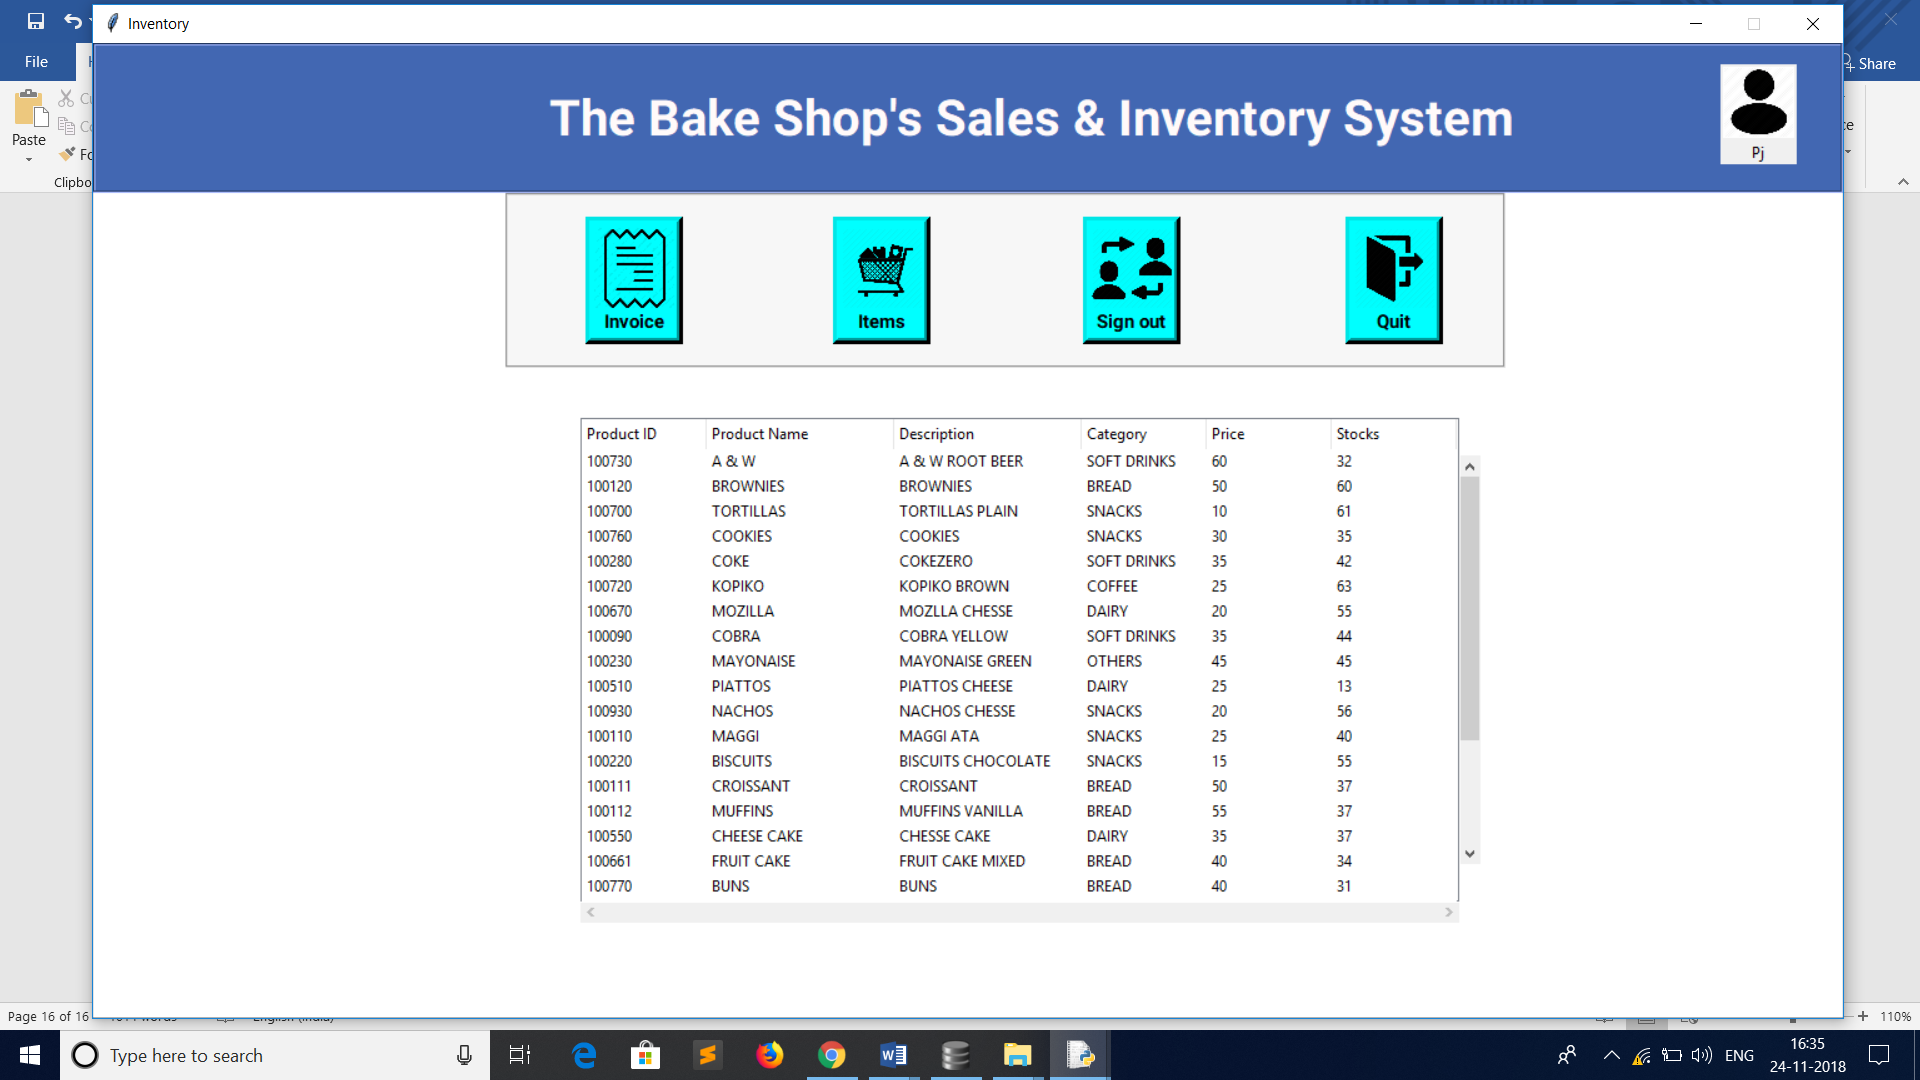 Inventory
File
Share
The Bake Shop's Sales & Inventory System
Pj
Paste
Clipbo
Invoice
Items
Sign out
Quit
Product ID Product Name Description Category Price Stocks
100730 A & W A & W ROOT BEER SOFT DRINKS 60 32
100120 BROWNIES BROWNIES BREAD 50 60
100700 TORTILLAS TORTILLAS PLAIN SNACKS 10 61
100760 COOKIES COOKIES SNACKS 30 35
100280 COKE COKEZERO SOFT DRINKS 35 42
100720 KOPIKO KOPIKO BROWN COFFEE 25 63
100670 MOZILLA MOZLLA CHESSE DAIRY 20 55
100090 COBRA COBRA YELLOW SOFT DRINKS 35 44
100230 MAYONAISE MAYONAISE GREEN OTHERS 45 45
100510 PIATTOS PIATTOS CHEESE DAIRY 25 13
100930 NACHOS NACHOS CHESSE SNACKS 20 56
100110 MAGGI MAGGI ATA SNACKS 25 40
100220 BISCUITS BISCUITS CHOCOLATE SNACKS 15 55
100111 CROISSANT CROISSANT BREAD 50 37
100112 MUFFINS MUFFINS VANILLA BREAD 55 37
100550 CHEESE CAKE CHESSE CAKE DAIRY 35 37
100661 FRUIT CAKE FRUIT CAKE MIXED BREAD 40 34
100770 BUNS BUNS BREAD 40 31
Page 16 of 16
110%
Type here to search
ENG
16:35
24-11-2018